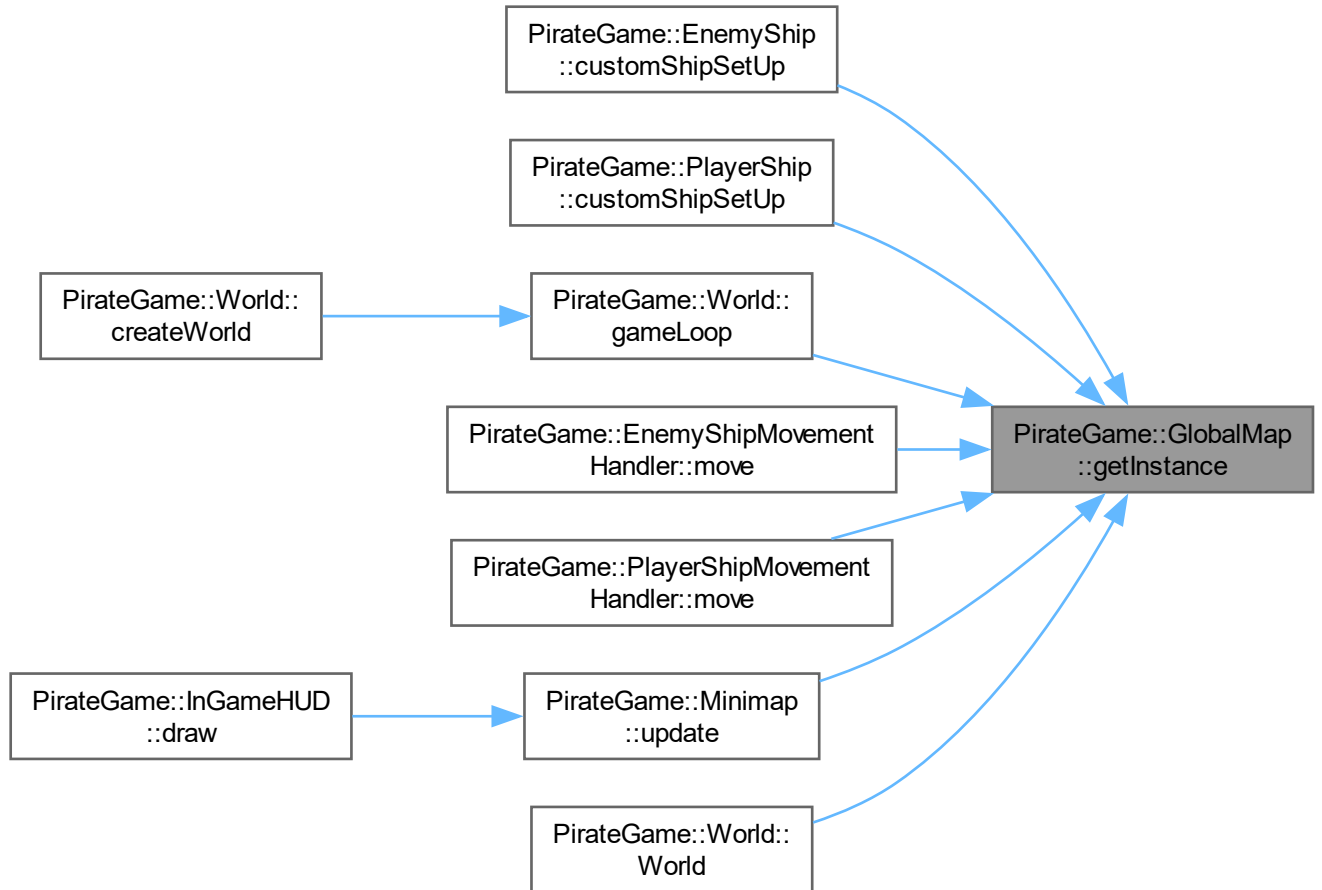 PirateGame::EnemyShip
::customShipSetUp
PirateGame::PlayerShip
::customShipSetUp
PirateGame::World::
createWorld
PirateGame::World::
gameLoop
PirateGame::EnemyShipMovement
Handler::move
PirateGame::GlobalMap
::getInstance
PirateGame::PlayerShipMovement
Handler::move
PirateGame::InGameHUD
::draw
PirateGame::Minimap
::update
PirateGame::World::
World